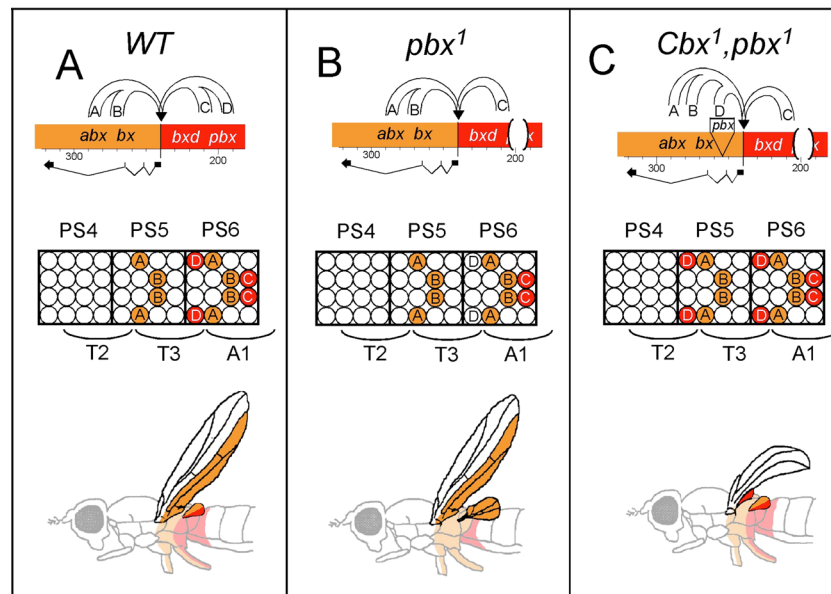 A
WT
A B C D
abx bx bxd pbx
300 200
PS4 PS5 PS6
A D A
B B C
B B C
A D A
T2 T3 A1
B
pbx¹
A B C
abx bx bxd
300 200
PS4 PS5 PS6
A D A
B B C
B B C
A D A
T2 T3 A1
C
Cbx¹,pbx¹
A B D C
pbx
abx bx bxd
300 200
PS4 PS5 PS6
D A D A
B B C
B B C
D A D A
T2 T3 A1